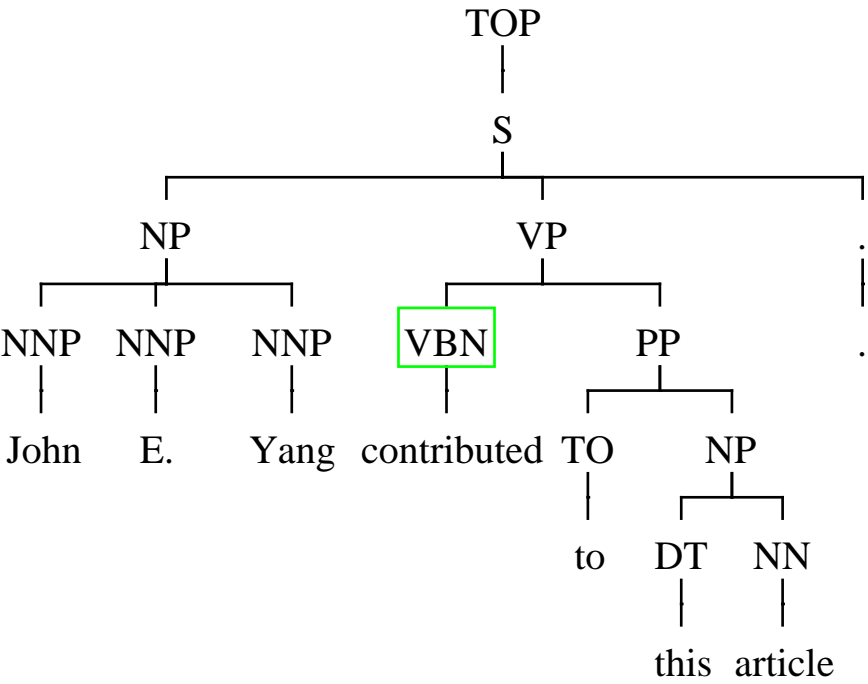 TOP
S
NP VP .
NNP NNP NNP VBN PP .
John E. Yang contributed TO NP
to DT NN
this article